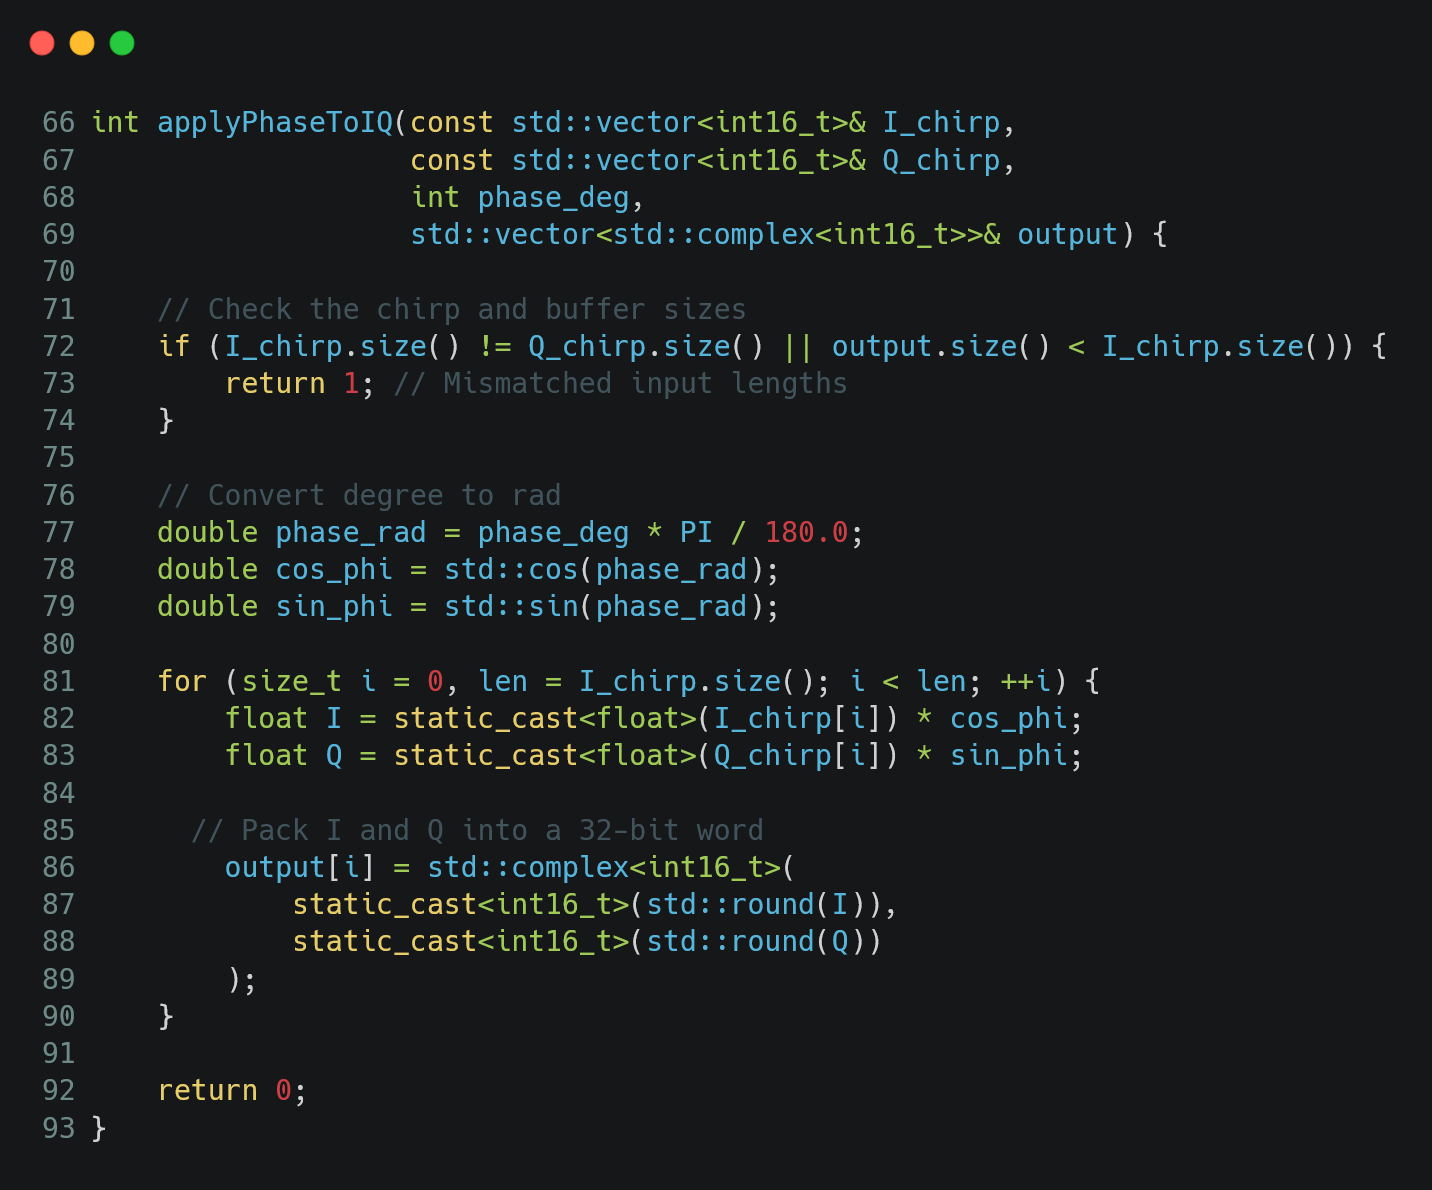 66 int applyPhaseToIQ(const std::vector<int16_t>& I_chirp,
67                    const std::vector<int16_t>& Q_chirp,
68                    int phase_deg,
69                    std::vector<std::complex<int16_t>>& output) {
70
71     // Check the chirp and buffer sizes
72     if (I_chirp.size() != Q_chirp.size() || output.size() < I_chirp.size()) {
73         return 1; // Mismatched input lengths
74     }
75
76     // Convert degree to rad
77     double phase_rad = phase_deg * PI / 180.0;
78     double cos_phi = std::cos(phase_rad);
79     double sin_phi = std::sin(phase_rad);
80
81     for (size_t i = 0, len = I_chirp.size(); i < len; ++i) {
82         float I = static_cast<float>(I_chirp[i]) * cos_phi;
83         float Q = static_cast<float>(Q_chirp[i]) * sin_phi;
84
85       // Pack I and Q into a 32-bit word
86         output[i] = std::complex<int16_t>(
87             static_cast<int16_t>(std::round(I)),
88             static_cast<int16_t>(std::round(Q))
89         );
90     }
91
92     return 0;
93 }